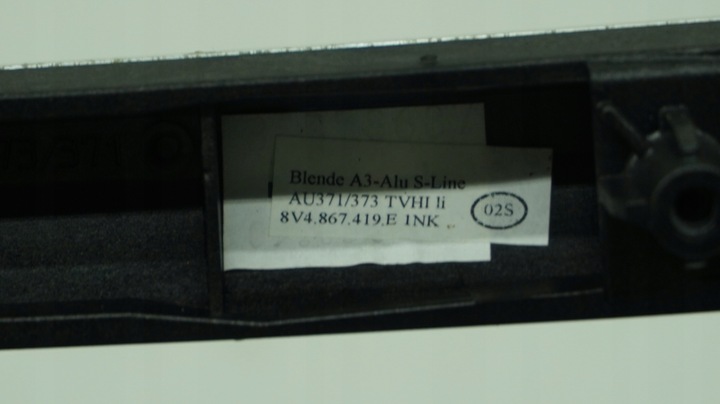 Blende A3-Alu S-Line
AU371/373 TVHI li
8V4.867.419.E 1NK
02S